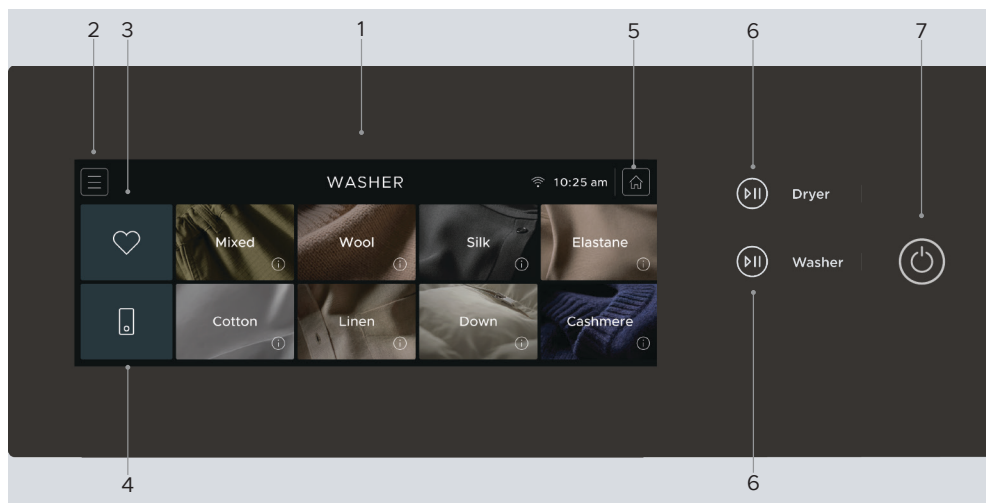 2 3 1 5 6 7
WASHER 10:25 am
Dryer
Mixed Wool Silk Elastane
Washer
Cotton Linen Down Cashmere
4 6